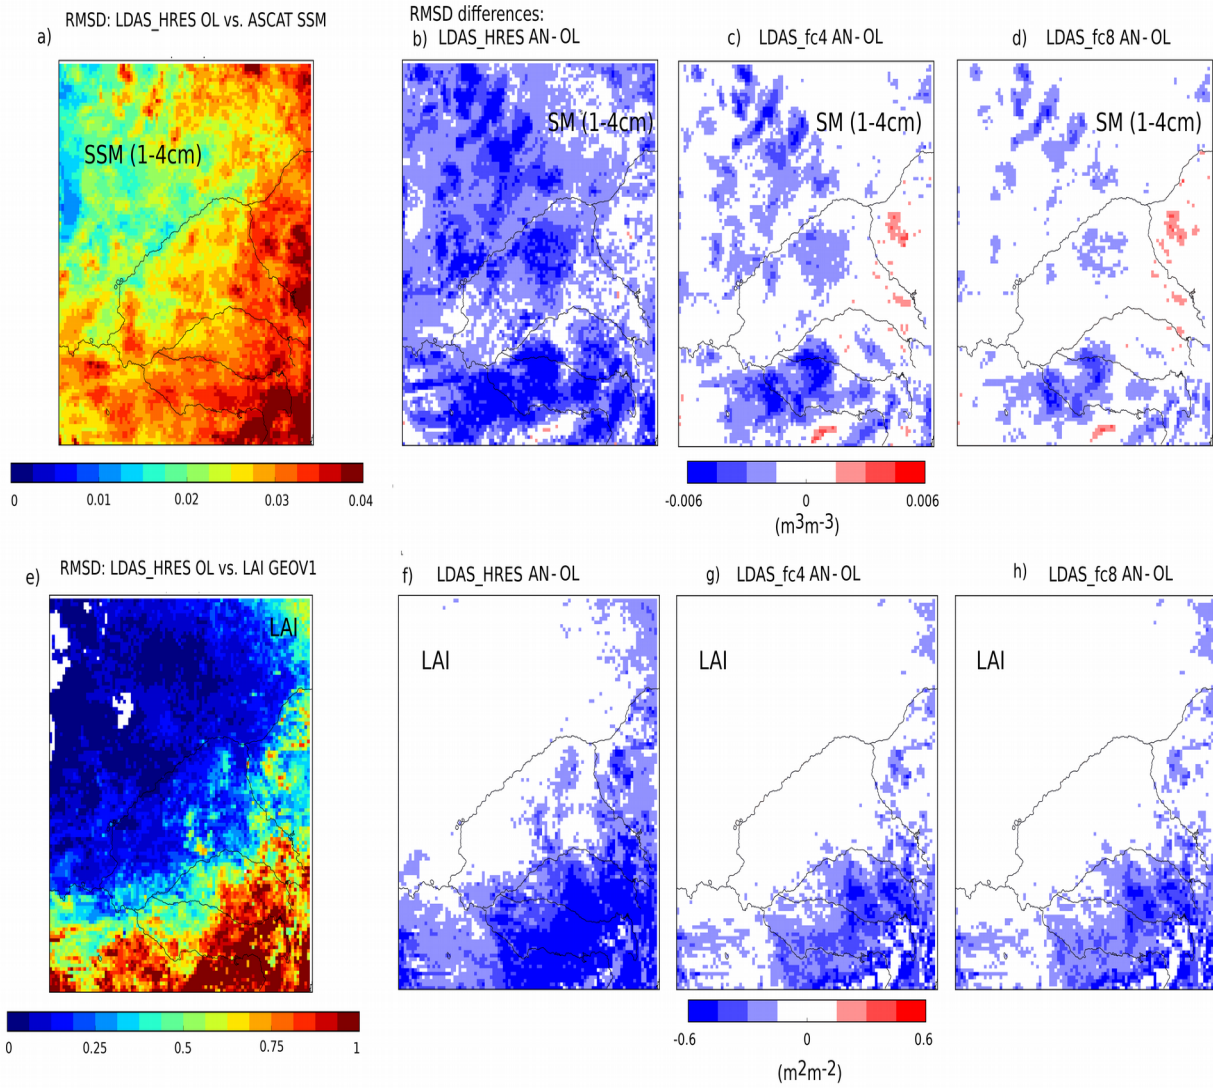 RMSD: LDAS_HRES OL vs. ASCAT SSM
a)
RMSD differences:
b) LDAS_HRES AN-OL
c) LDAS_fc4 AN-OL
d) LDAS_fc8 AN-OL
SSM (1-4cm)
SM (1-4cm)
SM (1-4cm)
SM (1-4cm)
0 0.01 0.02 0.03 0.04
-0.006 0 0.006
(m3m-3)
e) RMSD: LDAS_HRES OL vs. LAI GEOV1
f) LDAS_HRES AN-OL
g) LDAS_fc4 AN-OL
h) LDAS_fc8 AN-OL
LAI
LAI
LAI
LAI
0 0.25 0.5 0.75 1
-0.6 0 0.6
(m2m-2)